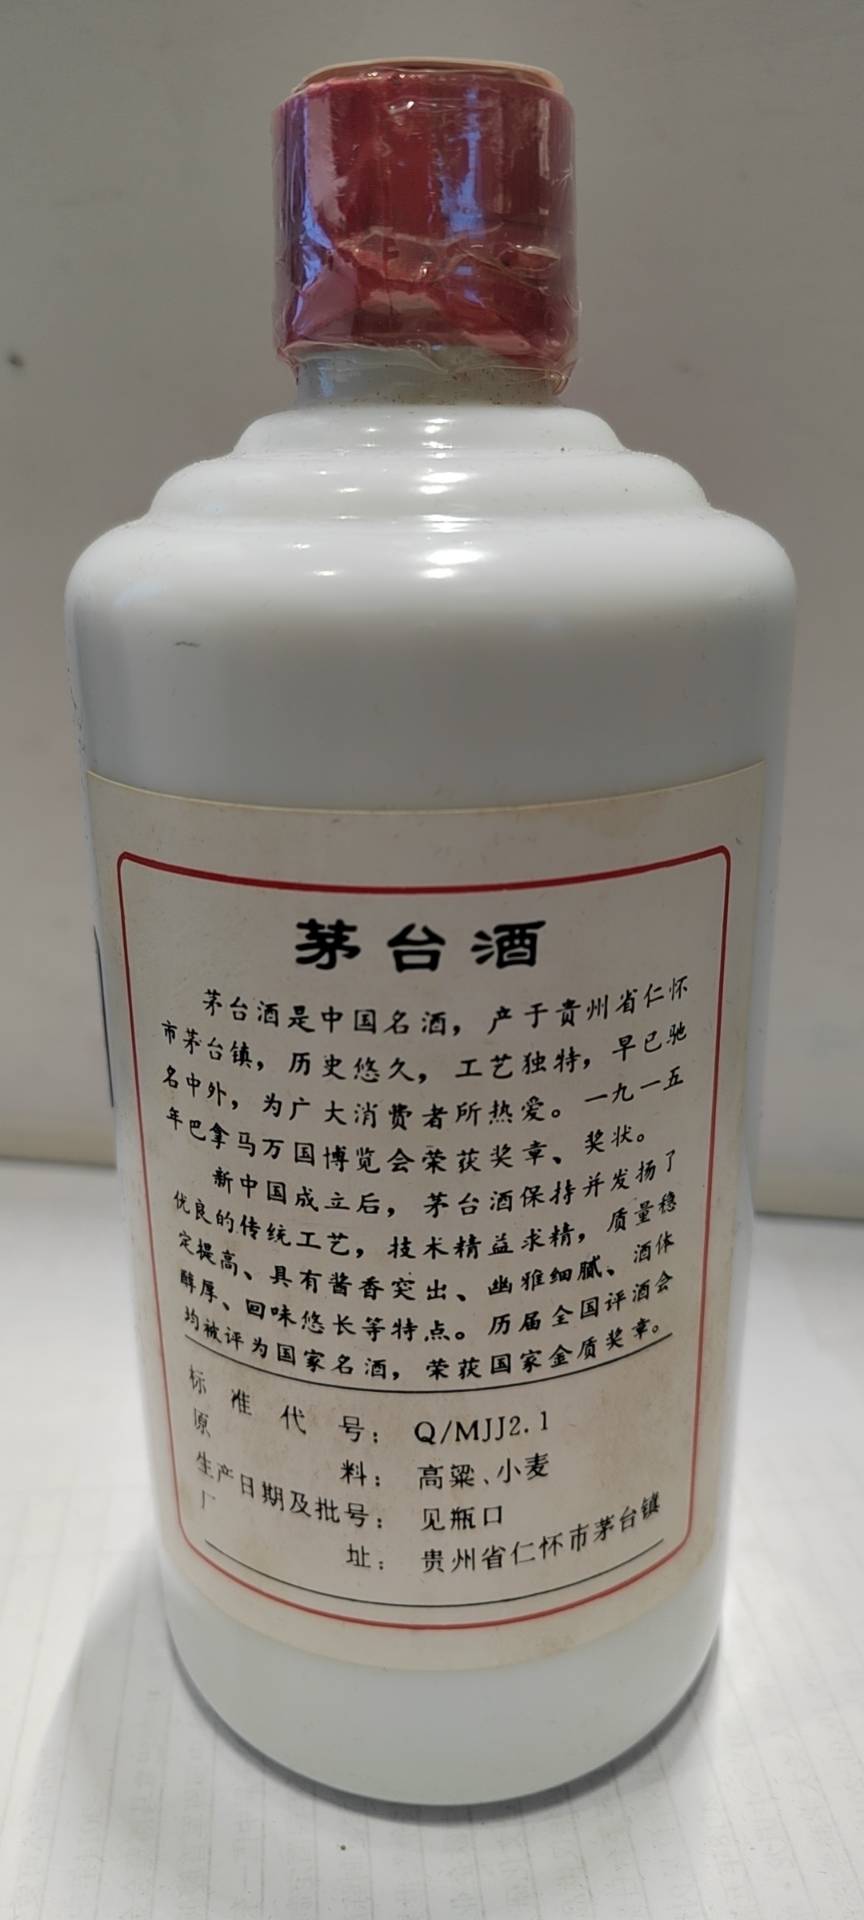 茅台酒
茅台酒是中国名酒，产于贵州省仁怀
市茅台镇，历史悠久，工艺独特，早已驰
名中外，为广大消费者所热爱。一九一五
年巴拿马万国博览会荣获奖章、奖状。
新中国成立后，茅台酒保持并发扬了
优良的传统工艺，技术精益求精，质量稳
定提高、具有酱香突出、幽雅细腻、酒体
醇厚、回味悠长等特点。历届全国评酒会
均被评为国家名酒，荣获国家金质奖章。
标准代号：Q/MJJ2.1
原料：高粱、小麦
生产日期及批号：见瓶口
厂址：贵州省仁怀市茅台镇